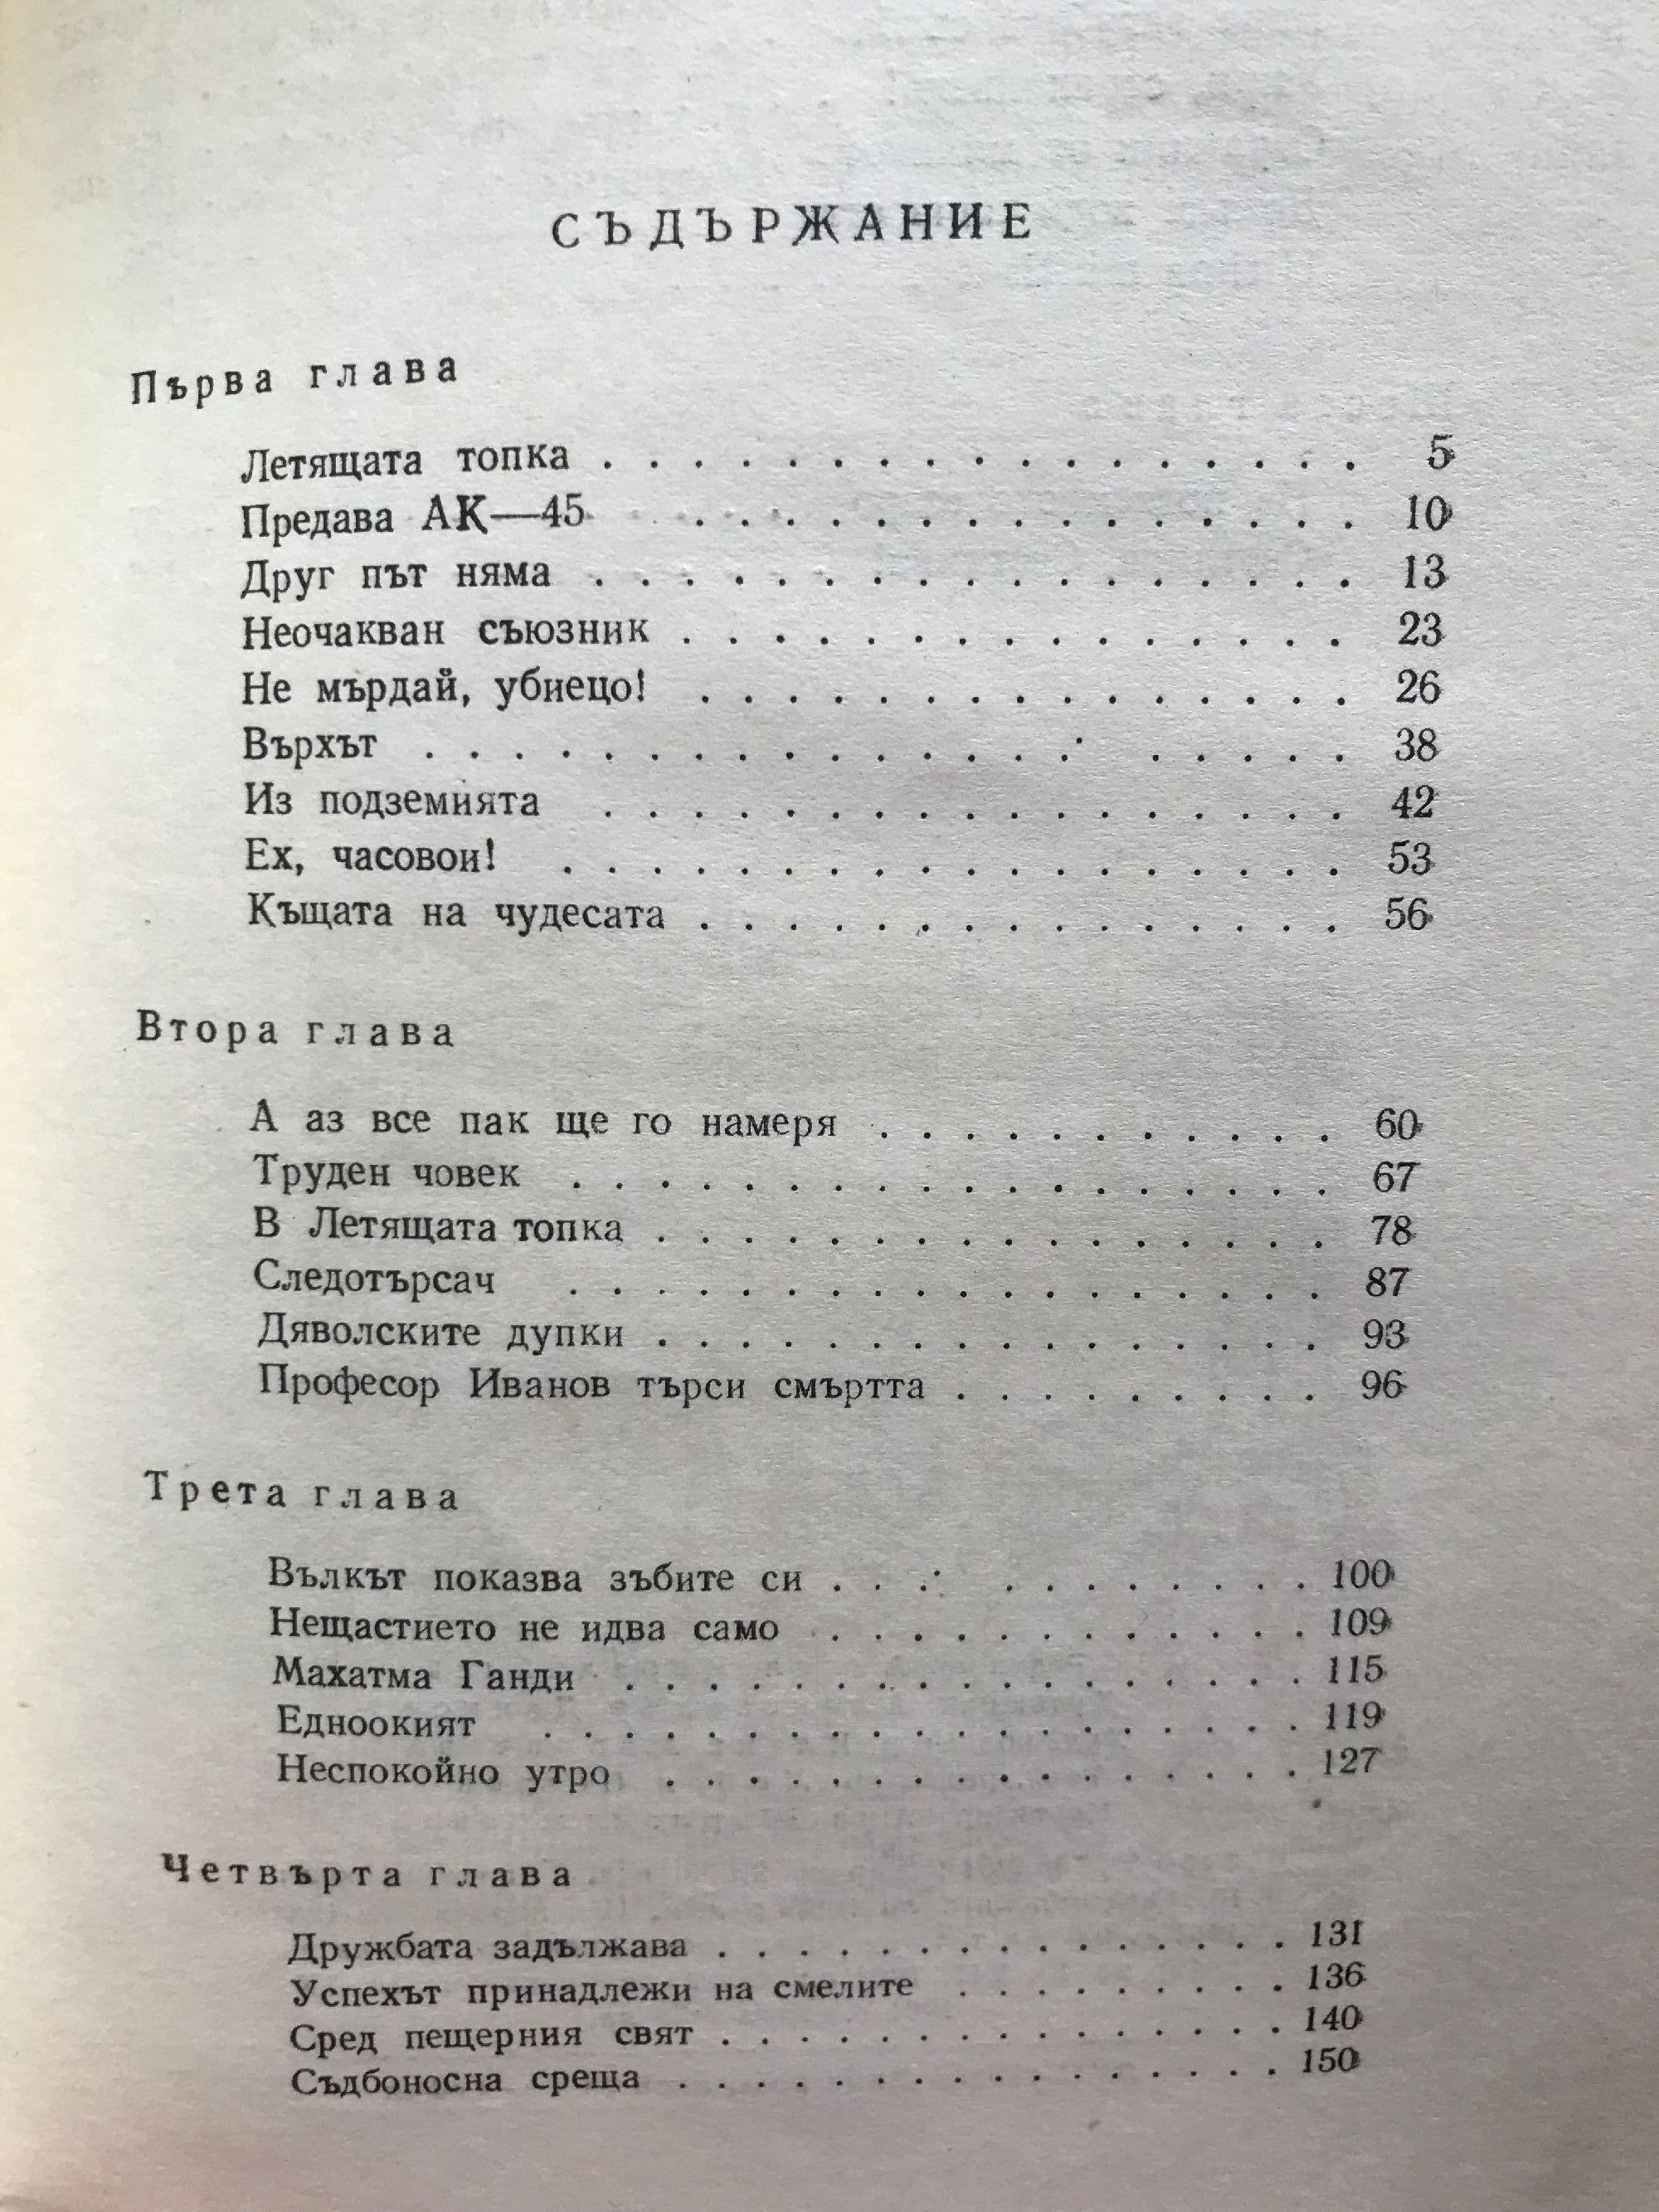 СЪДЪРЖАНИЕ
Първа глава
Летящата топка . . . . . . . . . . . . . . . . . 5
Предава АК—45 . . . . . . . . . . . . . . . 10
Друг път няма . . . . . . . . . . . . . . . . . . 13
Неочакван съюзник . . . . . . . . . . . . . . . 23
Не мърдай, убиецо! . . . . . . . . . . . . . . . 26
Върхът . . . . . . . . . . . . . . . . . . . . 38
Из подземията . . . . . . . . . . . . . . . . . 42
Ех, часовои! . . . . . . . . . . . . . . . . . . 53
Къщата на чудесата . . . . . . . . . . . . . . . 56
Втора глава
А аз все пак ще го намеря . . . . . . . . . . . 60
Труден човек . . . . . . . . . . . . . . . . . . 67
В Летящата топка . . . . . . . . . . . . . . . . 78
Следотърсач . . . . . . . . . . . . . . . . . . 87
Дяволските дупки . . . . . . . . . . . . . . . . 93
Професор Иванов търси смъртта . . . . . . . . . 96
Трета глава
Вълкът показва зъбите си . . . . . . . . . . . 100
Нещастието не идва само . . . . . . . . . . . . 109
Махатма Ганди . . . . . . . . . . . . . . . . . 115
Едноокият . . . . . . . . . . . . . . . . . . . 119
Неспокойно утро . . . . . . . . . . . . . . . . 127
Четвърта глава
Дружбата задължава . . . . . . . . . . . . . . . 131
Успехът принадлежи на смелите . . . . . . . . . 136
Сред пещерния свят . . . . . . . . . . . . . . . 140
Съдбоносна среща . . . . . . . . . . . . . . . . 150